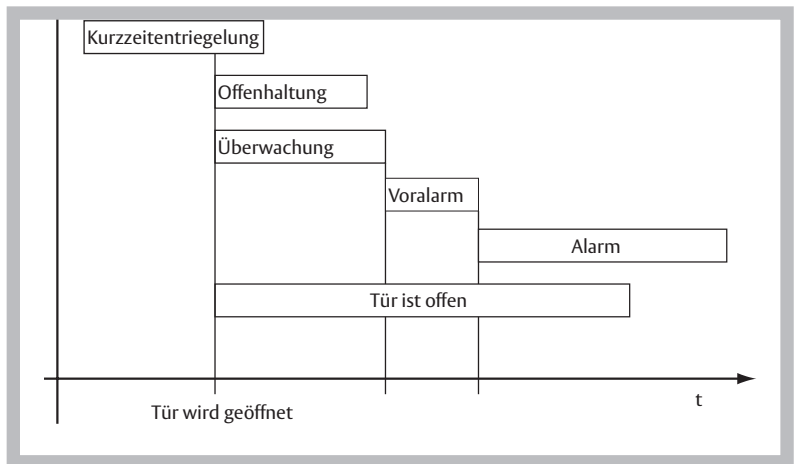 Kurzzeitentriegelung
Offenhaltung
Überwachung
Voralarm
Alarm
Tür ist offen
t
Tür wird geöffnet